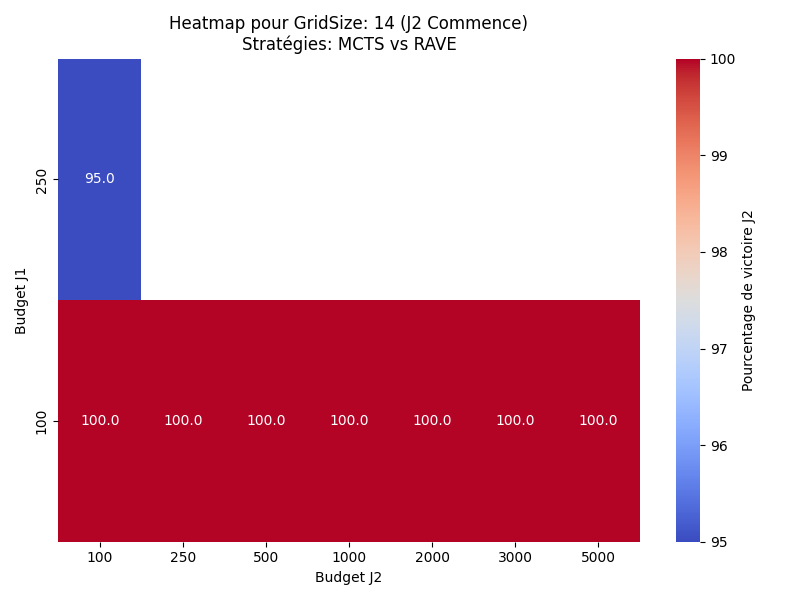 Heatmap pour GridSize: 14 (J2 Commence)
Stratégies: MCTS vs RAVE
Budget J1
250
100
95.0
100.0 100.0 100.0 100.0 100.0 100.0 100.0
100 250 500 1000 2000 3000 5000
Budget J2
100
99
98
97
96
95
Pourcentage de victoire J2